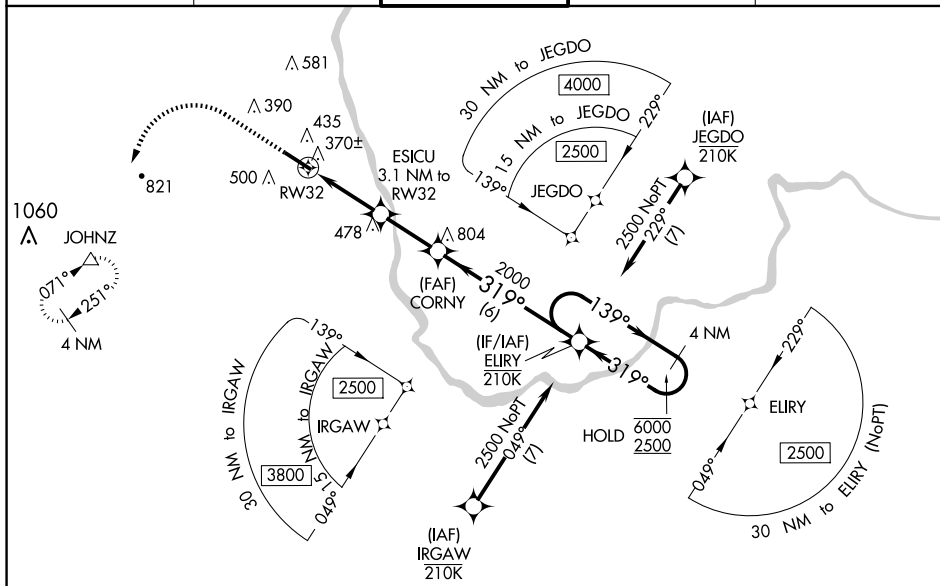 581
390
435
370±
500
RW32
821
1060
JOHNZ
071°
251°
4 NM
ESICU
3.1 NM to
RW32
478
804
(FAF)
CORNY
2000
319°
(6)
30 NM to JEGDO
4000
15 NM to JEGDO
2500
229°
139°
JEGDO
(IAF)
JEGDO
210K
2500 NoPT
229°
(7)
139°
4 NM
319°
(IF/IAF)
ELIRY
210K
HOLD
6000
2500
30 NM to IRGAW
15 NM to IRGAW
139°
2500
IRGAW
3800
049°
2500 NoPT
049°
(7)
(IAF)
IRGAW
210K
229°
ELIRY
049°
2500
30 NM to ELIRY (NoPT)